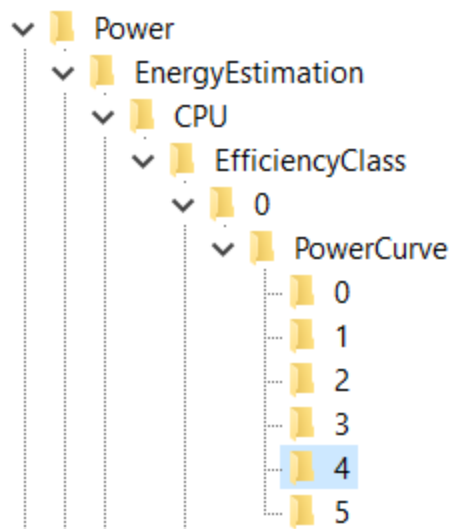 Power
EnergyEstimation
CPU
EfficiencyClass
0
PowerCurve
0
1
2
3
4
5